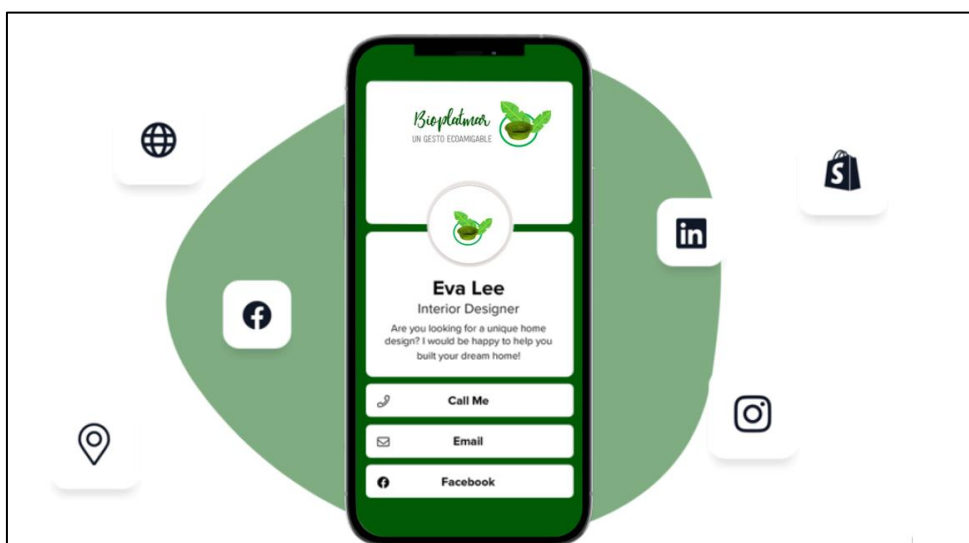 Bioplatmar
UN GESTO ECOAMIGABLE
Eva Lee
Interior Designer
Are you looking for a unique home
design? I would be happy to help you
built your dream home!
Call Me
Email
Facebook